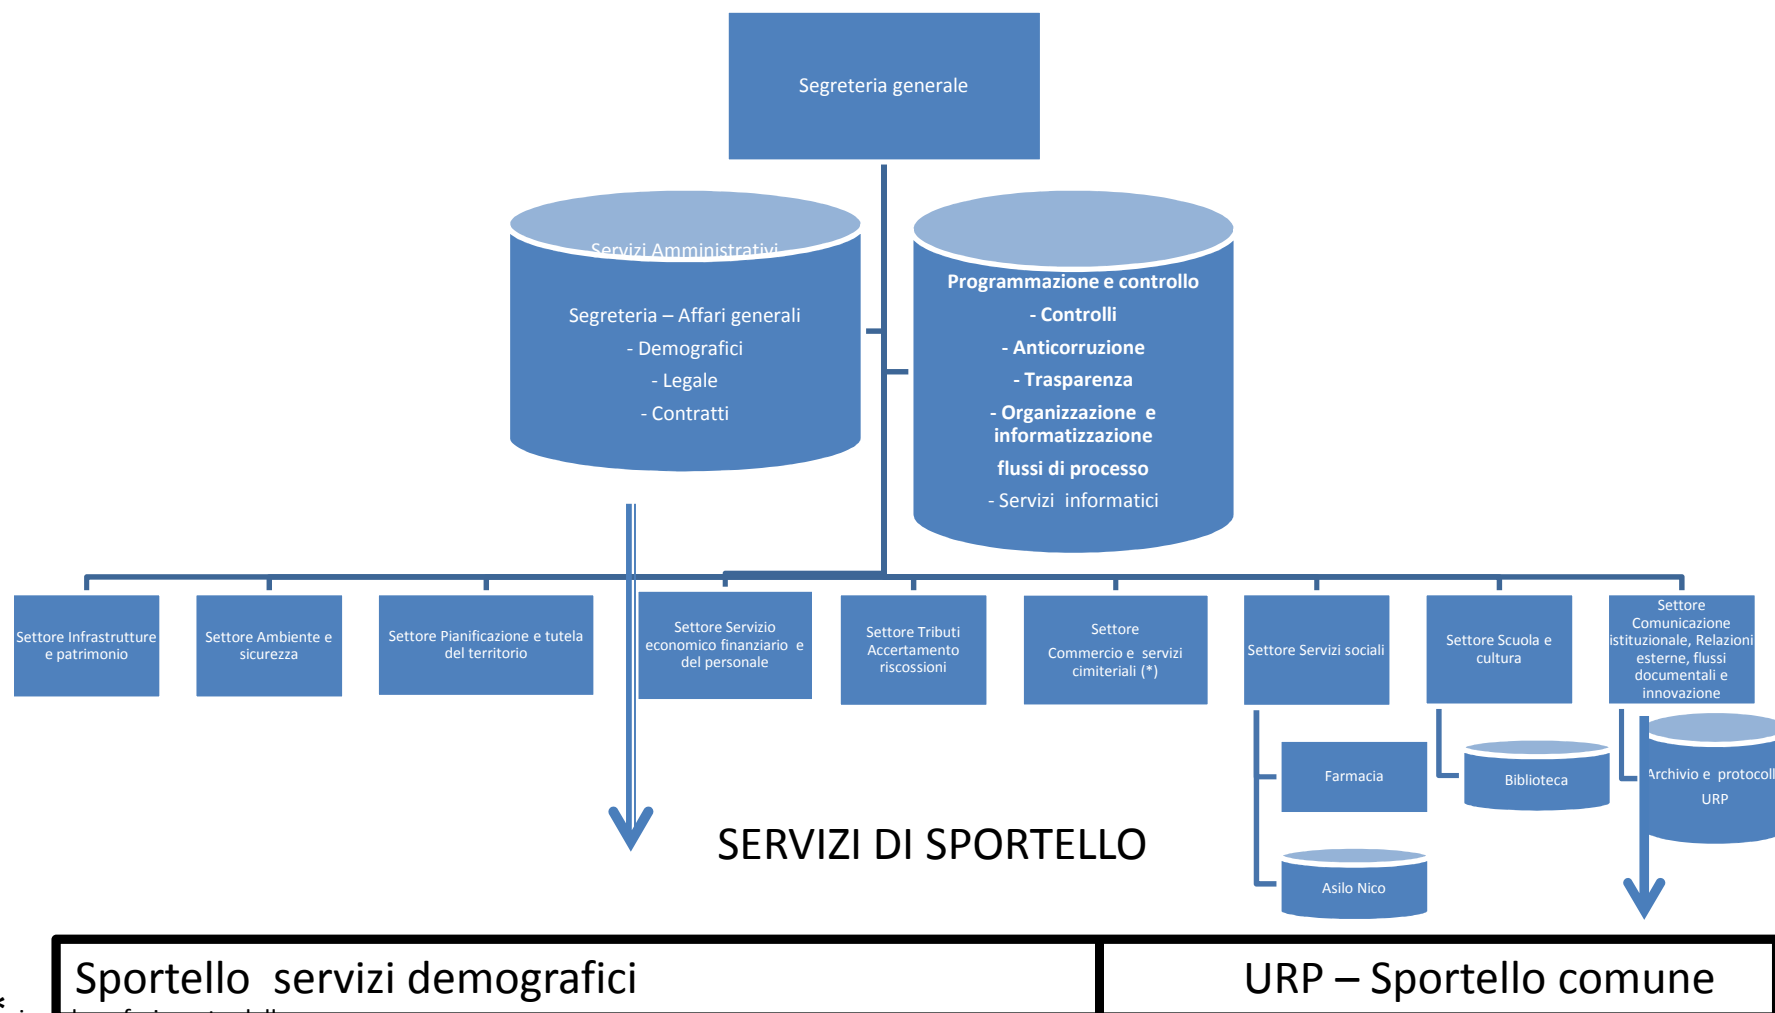 Segreteria generale
Servizi Amministrativi
Segreteria – Affari generali
- Demografici
- Legale
- Contratti
Programmazione e controllo
- Controlli
- Anticorruzione
- Trasparenza
- Organizzazione e
informatizzazione
flussi di processo
- Servizi informatici
Settore Infrastrutture
e patrimonio
Settore Ambiente e
sicurezza
Settore Pianificazione e tutela
del territorio
Settore Servizio
economico finanziario e
del personale
Settore Tributi
Accertamento
riscossioni
Settore
Commercio e servizi
cimiteriali (*)
Settore Servizi sociali
Settore Scuola e
cultura
Settore
Comunicazione
istituzionale, Relazioni
esterne, flussi
documentali e
innovazione
Farmacia
Asilo Nico
Biblioteca
Archivio e protocoll
URP
SERVIZI DI SPORTELLO
Sportello servizi demografici
URP – Sportello comune
*